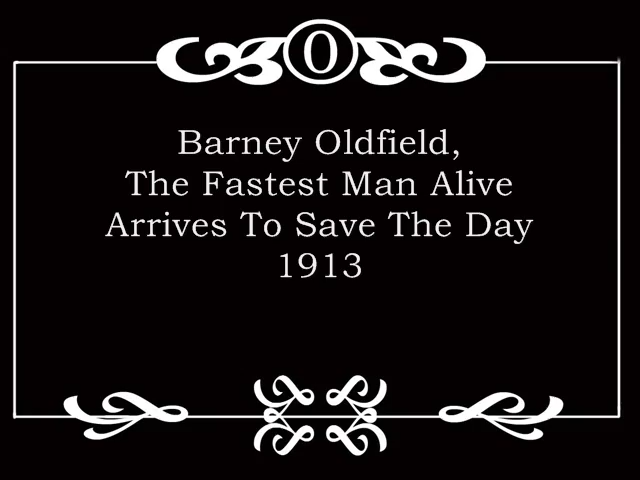 O
Barney Oldfield,
The Fastest Man Alive
Arrives To Save The Day
1913